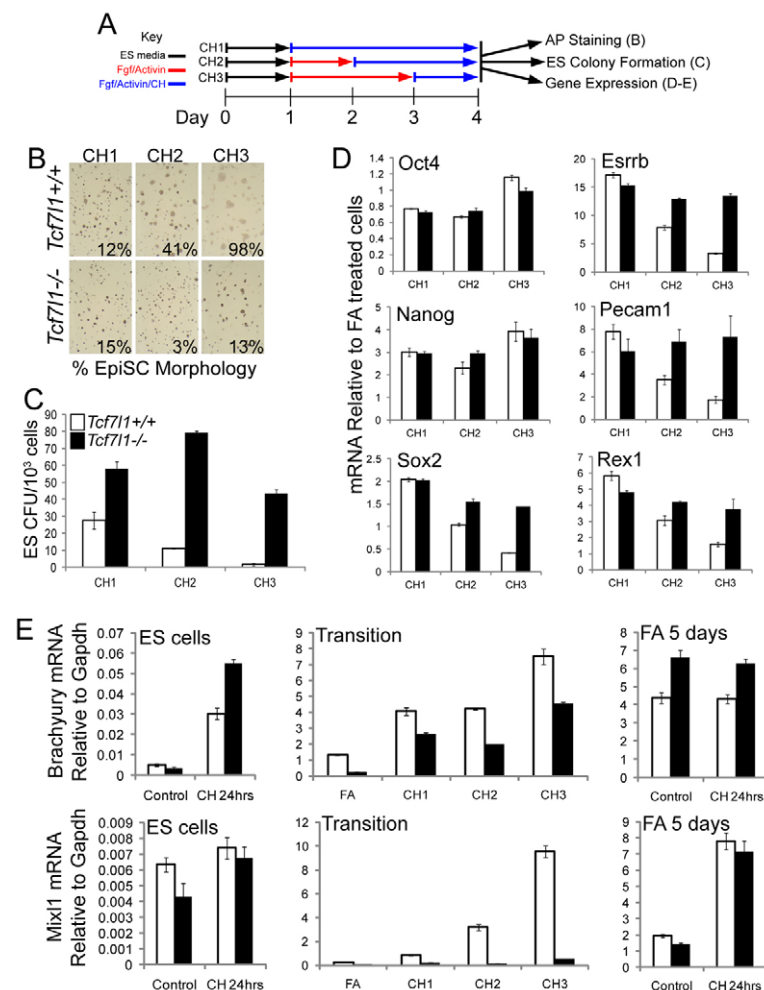 A
Key
ES media
Fgf/Activin
Fgf/Activin/CH
CH1
CH2
CH3
Day 0 1 2 3 4
AP Staining (B)
ES Colony Formation (C)
Gene Expression (D-E)
B
CH1 CH2 CH3
Tcf7l1+/+
12% 41% 98%
Tcf7l1-/-
15% 3% 13%
% EpiSC Morphology
C
ES CFU/10³ cells
90
80
70
60
50
40
30
20
10
0
Tcf7l1+/+
Tcf7l1-/-
CH1 CH2 CH3
D
mRNA Relative to FA treated cells
Oct4
1.4
1.2
1
0.8
0.6
0.4
0.2
0
CH1 CH2 CH3
Esrrb
20
15
10
5
0
CH1 CH2 CH3
Nanog
5
4
3
2
1
0
CH1 CH2 CH3
Pecam1
10
8
6
4
2
0
CH1 CH2 CH3
Sox2
2.5
2
1.5
1
0.5
0
CH1 CH2 CH3
Rex1
7
6
5
4
3
2
1
0
CH1 CH2 CH3
E
Brachyury mRNA
Relative to Gapdh
ES cells
0.07
0.06
0.05
0.04
0.03
0.02
0.01
0
Control CH 24hrs
Transition
9
8
7
6
5
4
3
2
1
0
FA CH1 CH2 CH3
FA 5 days
8
7
6
5
4
3
2
1
0
Control CH 24hrs
Mixl1 mRNA
Relative to Gapdh
ES cells
0.009
0.008
0.007
0.006
0.005
0.004
0.003
0.002
0.001
Control CH 24hrs
Transition
12
10
8
6
4
2
0
FA CH1 CH2 CH3
FA 5 days
9
8
7
6
5
4
3
2
1
0
Control CH 24hrs